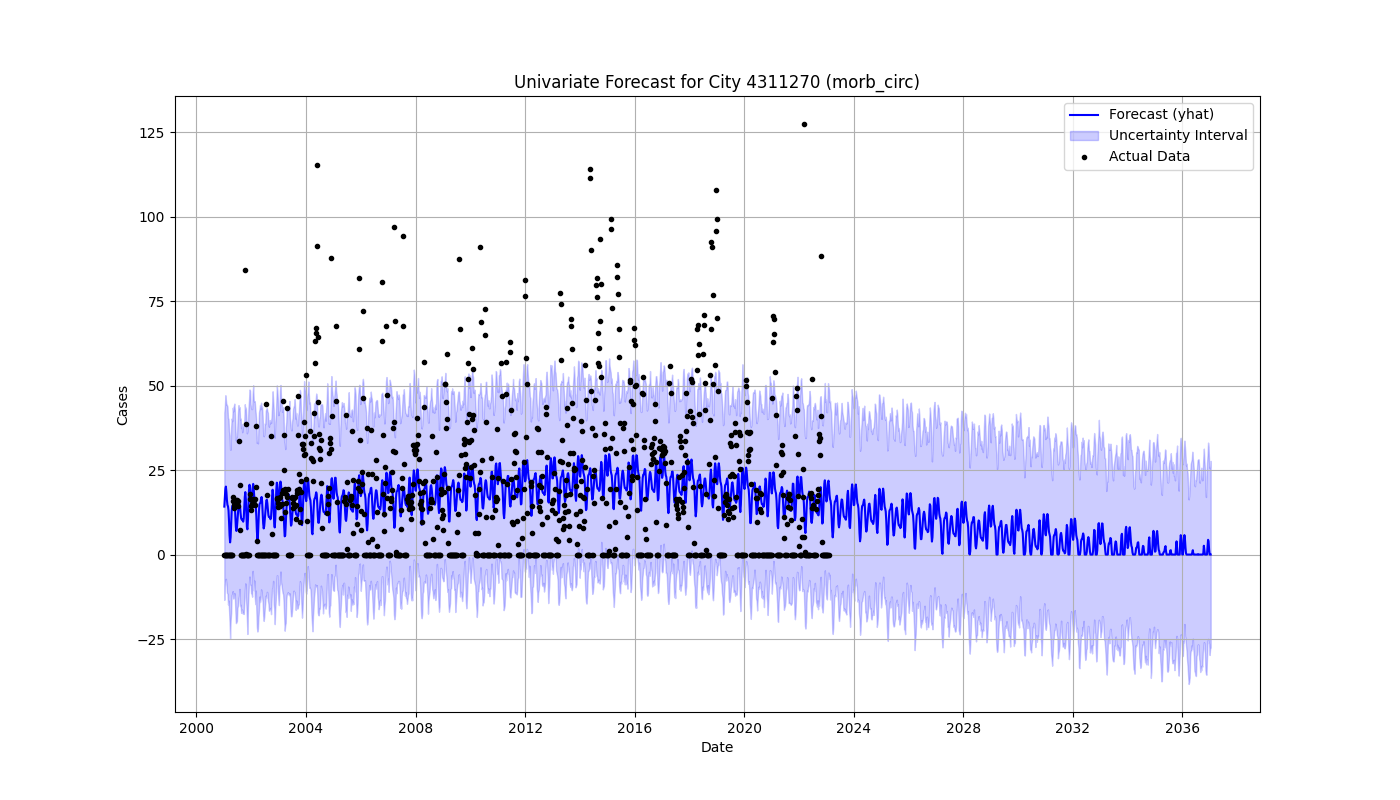 Univariate Forecast for City 4311270 (morb_circ)
Forecast (yhat)
Uncertainty Interval
Actual Data
125
100
75
50
25
0
−25
Cases
2000 2004 2008 2012 2016 2020 2024 2028 2032 2036
Date